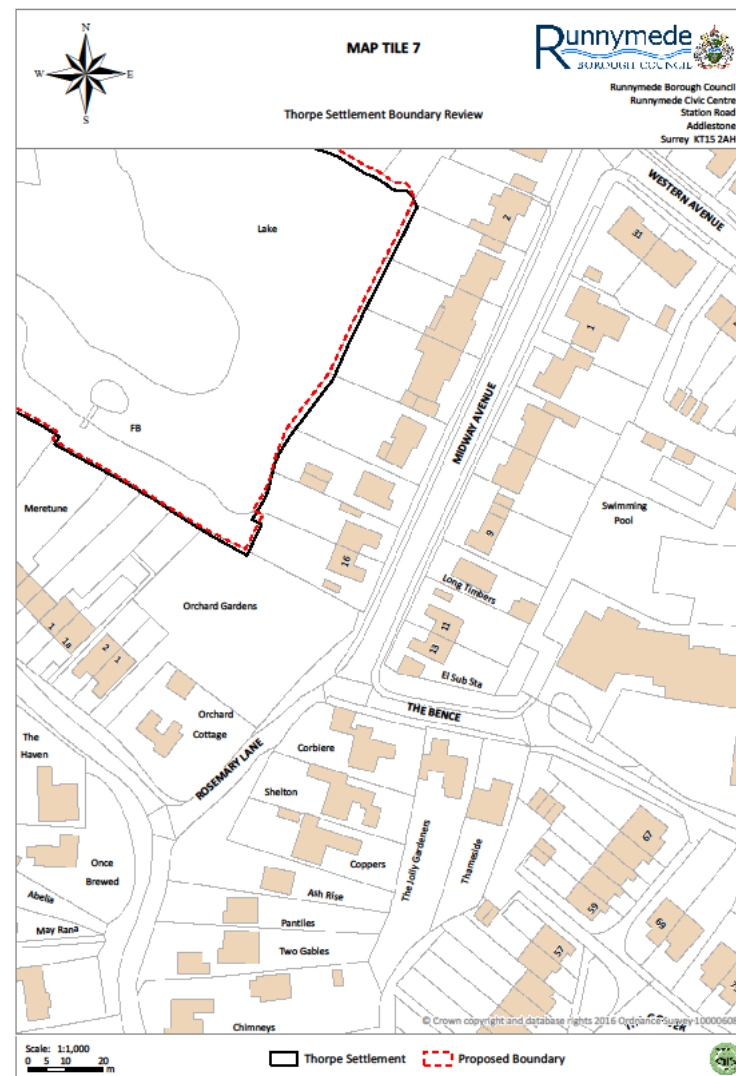 N
W
E
S
MAP TILE 7
Thorpe Settlement Boundary Review
Runnymede
BOROUGH COUNCIL
Runnymede Borough Council
Runnymede Civic Centre
Station Road
Addlestone
Surrey KT15 2AH
WESTERN AVENUE
Lake
2
31
1
MIDWAY AVENUE
FB
Meretune
Swimming
Pool
9
16
Long Timbers
Orchard Gardens
1
1a
2
1
11
13
El Sub Sta
THE BENCE
Orchard
Cottage
The
Haven
ROSEMARY LANE
Corbiere
Shelton
Coppers
The Jolly Gardeners
Thameside
67
Once
Brewed
Abelia
Ash Rise
59
69
May Rana
Pantiles
Two Gables
57
Chimneys
© Crown copyright and database rights 2016 Ordnance Survey 10000608
Scale: 1:1,000
0 5 10 20
m
Thorpe Settlement
Proposed Boundary